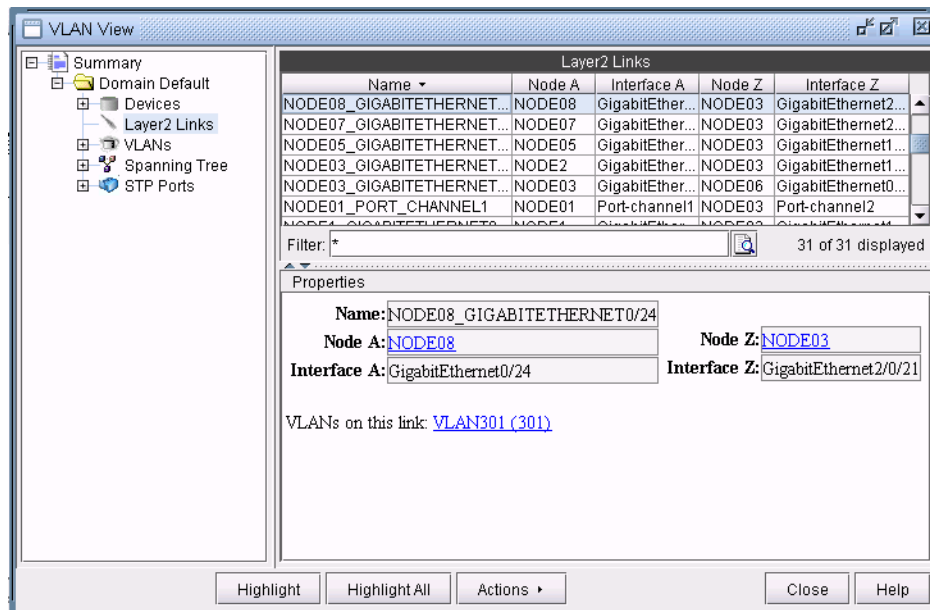 VLAN View
Summary
Domain Default
Devices
Layer2 Links
VLANs
Spanning Tree
STP Ports
Layer2 Links
Name Node A Interface A Node Z Interface Z
NODE08_GIGABITETHERNET... NODE08 GigabitEther... NODE03 GigabitEthernet2...
NODE07_GIGABITETHERNET... NODE07 GigabitEther... NODE03 GigabitEthernet2...
NODE05_GIGABITETHERNET... NODE05 GigabitEther... NODE03 GigabitEthernet1...
NODE03_GIGABITETHERNET... NODE2 GigabitEther... NODE03 GigabitEthernet1...
NODE03_GIGABITETHERNET... NODE03 GigabitEther... NODE06 GigabitEthernet0...
NODE01_PORT_CHANNEL1 NODE01 Port-channel1 NODE03 Port-channel2
Filter: * 31 of 31 displayed
Properties
Name: NODE08_GIGABITETHERNET0/24
Node A: NODE08 Node Z: NODE03
Interface A: GigabitEthernet0/24 Interface Z: GigabitEthernet2/0/21
VLANs on this link: VLAN301 (301)
Highlight Highlight All Actions Close Help